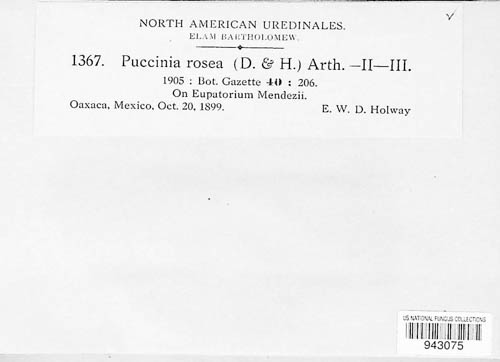 NORTH AMERICAN UREDINALES.
ELAM BARTHOLOMEW.
1367. Puccinia rosea (D. & H.) Arth. —II—III.
1905 : Bot. Gazette 40 : 206.
On Eupatorium Mendezii.
Oaxaca, Mexico, Oct. 20, 1899. E. W. D. Holway
US NATIONAL FUNGUS COLLECTIONS
943075